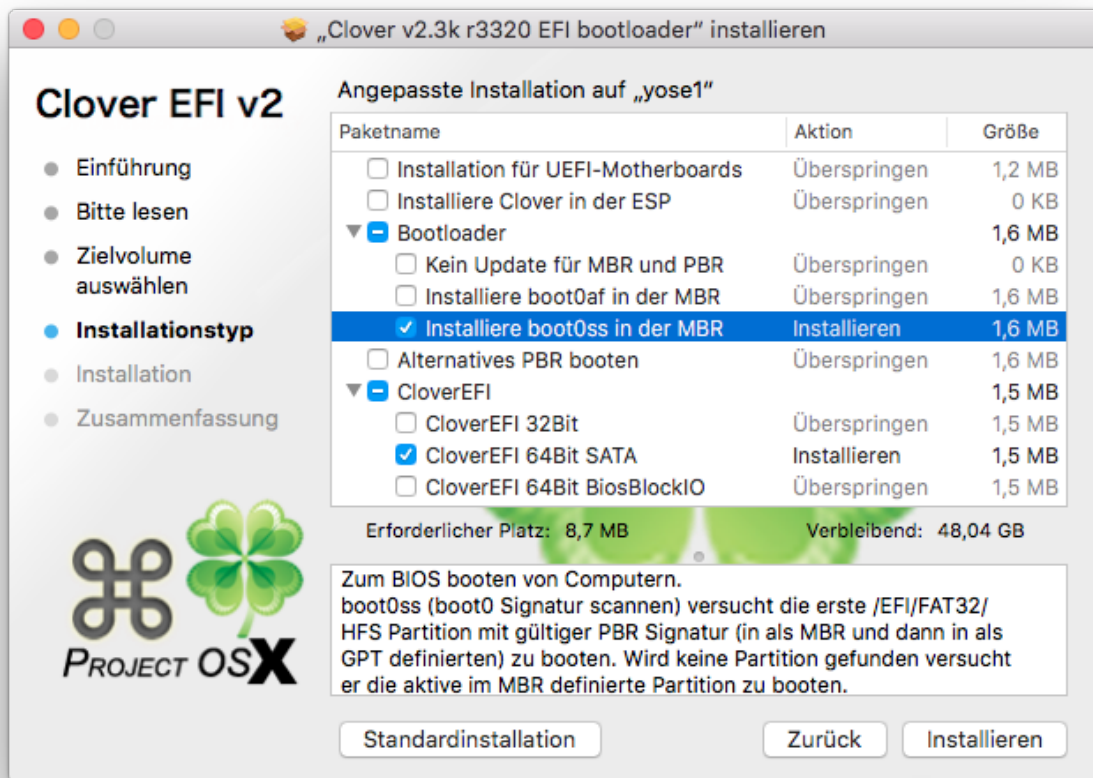 „Clover v2.3k r3320 EFI bootloader“ installieren
Clover EFI v2
Einführung
Bitte lesen
Zielvolume
auswählen
Installationstyp
Installation
Zusammenfassung
PROJECT OSX
Angepasste Installation auf „yose1“
Paketname Aktion Größe
Installation für UEFI-Motherboards Überspringen 1,2 MB
Installiere Clover in der ESP Überspringen 0 KB
Bootloader 1,6 MB
Kein Update für MBR und PBR Überspringen 0 KB
Installiere boot0af in der MBR Überspringen 1,6 MB
Installiere boot0ss in der MBR Installieren 1,6 MB
Alternatives PBR booten Überspringen 1,6 MB
CloverEFI 1,5 MB
CloverEFI 32Bit Überspringen 1,5 MB
CloverEFI 64Bit SATA Installieren 1,5 MB
CloverEFI 64Bit BiosBlockIO Überspringen 1,5 MB
Erforderlicher Platz: 8,7 MB Verbleibend: 48,04 GB
Zum BIOS booten von Computern.
boot0ss (boot0 Signatur scannen) versucht die erste /EFI/FAT32/
HFS Partition mit gültiger PBR Signatur (in als MBR und dann in als
GPT definierten) zu booten. Wird keine Partition gefunden versucht
er die aktive im MBR definierte Partition zu booten.
Standardinstallation Zurück Installieren